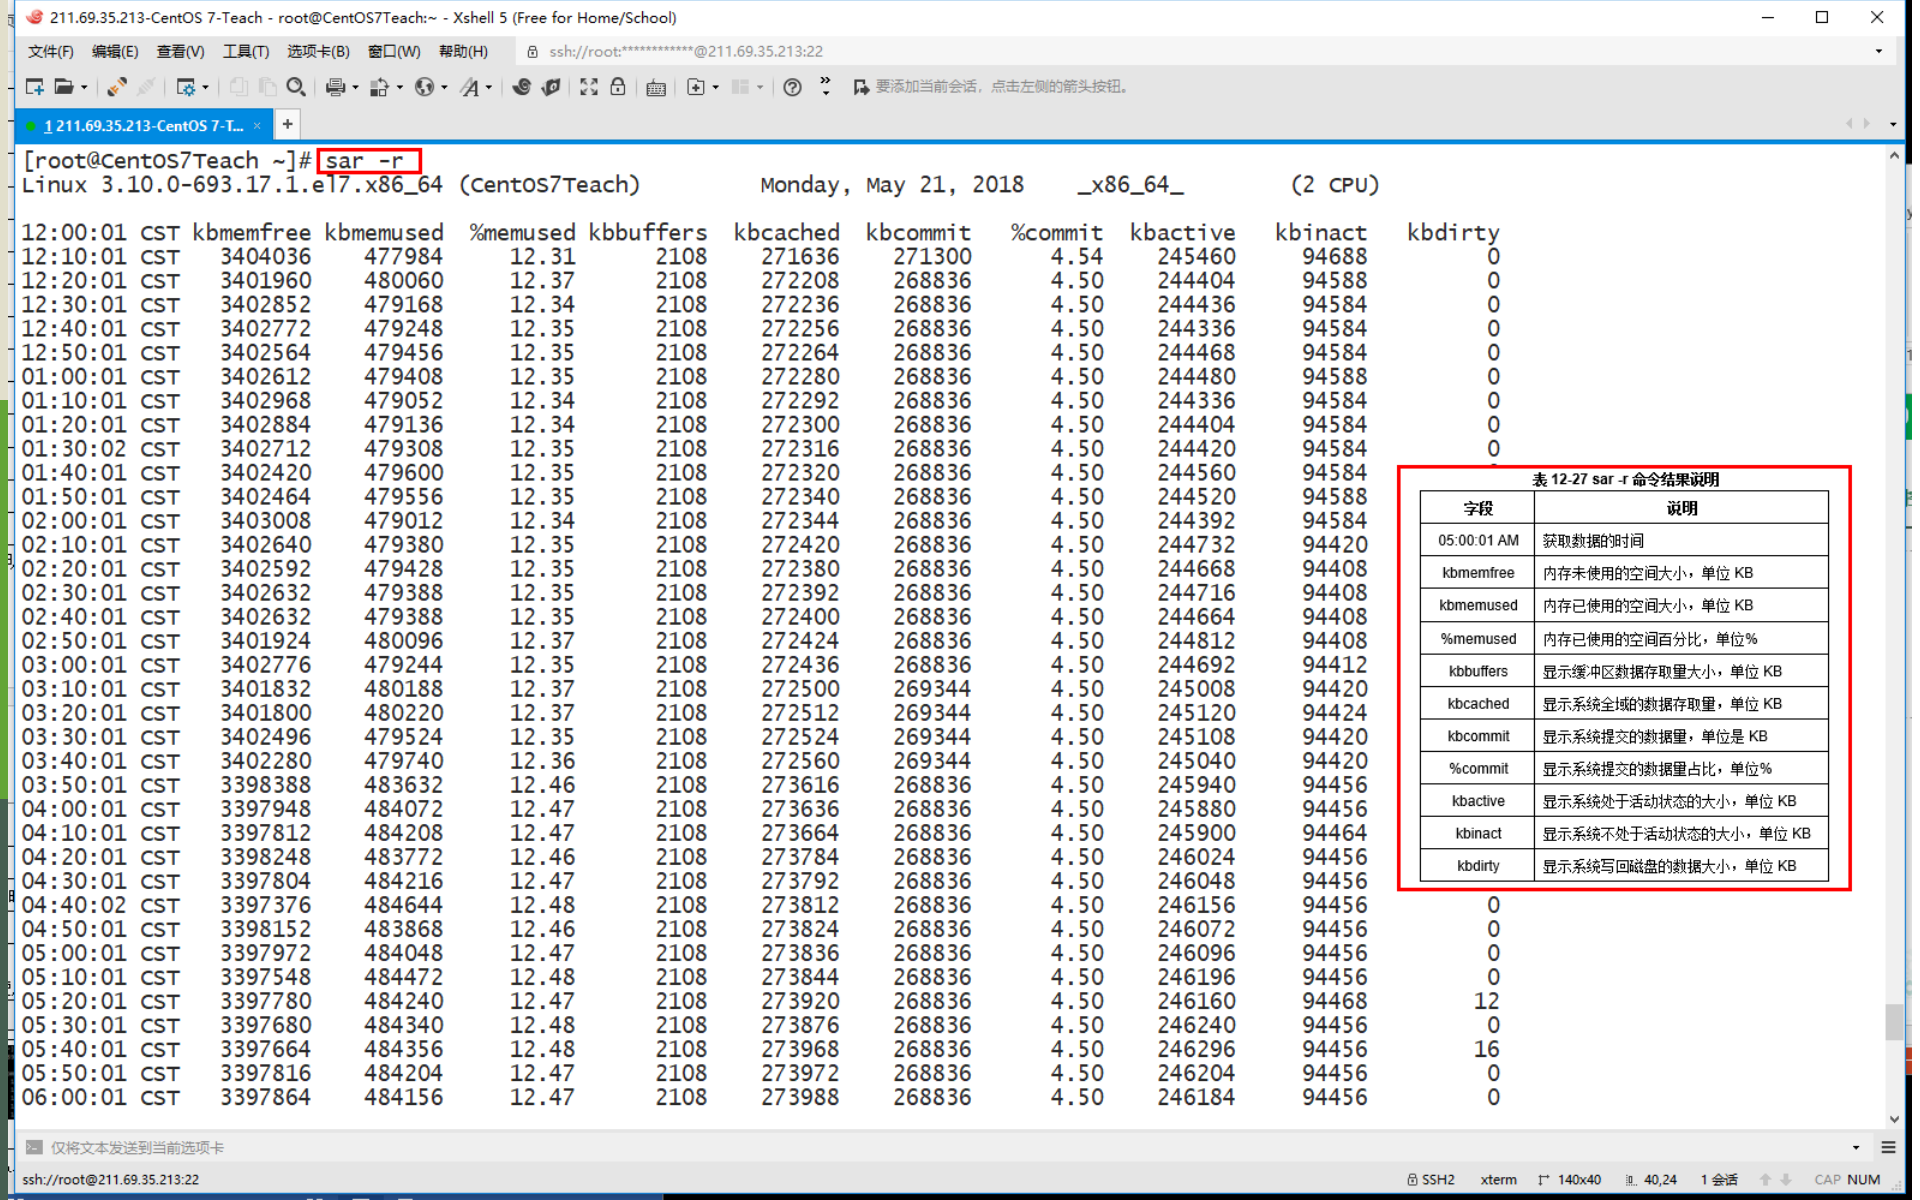 211.69.35.213-CentOS 7-Teach - root@CentOS7Teach:~ - Xshell 5 (Free for Home/School)
文件(F) 编辑(E) 查看(V) 工具(T) 选项卡(B) 窗口(W) 帮助(H) ssh://root:************@211.69.35.213:22
要添加当前会话，点击左侧的箭头按钮。
1 211.69.35.213-CentOS 7-T... × +
[root@CentOS7Teach ~]# sar -r
Linux 3.10.0-693.17.1.el7.x86_64 (CentOS7Teach) Monday, May 21, 2018 _x86_64_ (2 CPU)
12:00:01 CST kbmemfree kbmemused %memused kbbuffers kbcached kbcommit %commit kbactive kbinact kbdirty
12:10:01 CST 3404036 477984 12.31 2108 271636 271300 4.54 245460 94688 0
12:20:01 CST 3401960 480060 12.37 2108 272208 268836 4.50 244404 94588 0
12:30:01 CST 3402852 479168 12.34 2108 272236 268836 4.50 244436 94584 0
12:40:01 CST 3402772 479248 12.35 2108 272256 268836 4.50 244336 94584 0
12:50:01 CST 3402564 479456 12.35 2108 272264 268836 4.50 244468 94584 0
01:00:01 CST 3402612 479408 12.35 2108 272280 268836 4.50 244480 94588 0
01:10:01 CST 3402968 479052 12.34 2108 272292 268836 4.50 244336 94584 0
01:20:01 CST 3402884 479136 12.34 2108 272300 268836 4.50 244404 94584 0
01:30:02 CST 3402712 479308 12.35 2108 272316 268836 4.50 244420 94584 0
01:40:01 CST 3402420 479600 12.35 2108 272320 268836 4.50 244560 94584
01:50:01 CST 3402464 479556 12.35 2108 272340 268836 4.50 244520 94588
02:00:01 CST 3403008 479012 12.34 2108 272344 268836 4.50 244392 94584
02:10:01 CST 3402640 479380 12.35 2108 272420 268836 4.50 244732 94420
02:20:01 CST 3402592 479428 12.35 2108 272380 268836 4.50 244668 94408
02:30:01 CST 3402632 479388 12.35 2108 272392 268836 4.50 244716 94408
02:40:01 CST 3402632 479388 12.35 2108 272400 268836 4.50 244664 94408
02:50:01 CST 3401924 480096 12.37 2108 272424 268836 4.50 244812 94408
03:00:01 CST 3402776 479244 12.35 2108 272436 268836 4.50 244692 94412
03:10:01 CST 3401832 480188 12.37 2108 272500 269344 4.50 245008 94420
03:20:01 CST 3401800 480220 12.37 2108 272512 269344 4.50 245120 94424
03:30:01 CST 3402496 479524 12.35 2108 272524 269344 4.50 245108 94420
03:40:01 CST 3402280 479740 12.36 2108 272560 269344 4.50 245040 94420
03:50:01 CST 3398388 483632 12.46 2108 273616 268836 4.50 245940 94456
04:00:01 CST 3397948 484072 12.47 2108 273636 268836 4.50 245880 94456
04:10:01 CST 3397812 484208 12.47 2108 273664 268836 4.50 245900 94464
04:20:01 CST 3398248 483772 12.46 2108 273784 268836 4.50 246024 94456
04:30:01 CST 3397804 484216 12.47 2108 273792 268836 4.50 246048 94456
04:40:02 CST 3397376 484644 12.48 2108 273812 268836 4.50 246156 94456 0
04:50:01 CST 3398152 483868 12.46 2108 273824 268836 4.50 246072 94456 0
05:00:01 CST 3397972 484048 12.47 2108 273836 268836 4.50 246096 94456 0
05:10:01 CST 3397548 484472 12.48 2108 273844 268836 4.50 246196 94456 0
05:20:01 CST 3397780 484240 12.47 2108 273920 268836 4.50 246160 94468 12
05:30:01 CST 3397680 484340 12.48 2108 273876 268836 4.50 246240 94456 0
05:40:01 CST 3397664 484356 12.48 2108 273968 268836 4.50 246296 94456 16
05:50:01 CST 3397816 484204 12.47 2108 273972 268836 4.50 246204 94456 0
06:00:01 CST 3397864 484156 12.47 2108 273988 268836 4.50 246184 94456 0
表 12-27 sar -r 命令结果说明
字段 说明
05:00:01 AM 获取数据的时间
kbmemfree 内存未使用的空间大小，单位 KB
kbmemused 内存已使用的空间大小，单位 KB
%memused 内存已使用的空间百分比，单位%
kbbuffers 显示缓冲区数据存取量大小，单位 KB
kbcached 显示系统全域的数据存取量，单位 KB
kbcommit 显示系统提交的数据量，单位是 KB
%commit 显示系统提交的数据量占比，单位%
kbactive 显示系统处于活动状态的大小，单位 KB
kbinact 显示系统不处于活动状态的大小，单位 KB
kbdirty 显示系统写回磁盘的数据大小，单位 KB
仅将文本发送到当前选项卡
ssh://root@211.69.35.213:22 SSH2 xterm 140x40 40,24 1 会话 CAP NUM